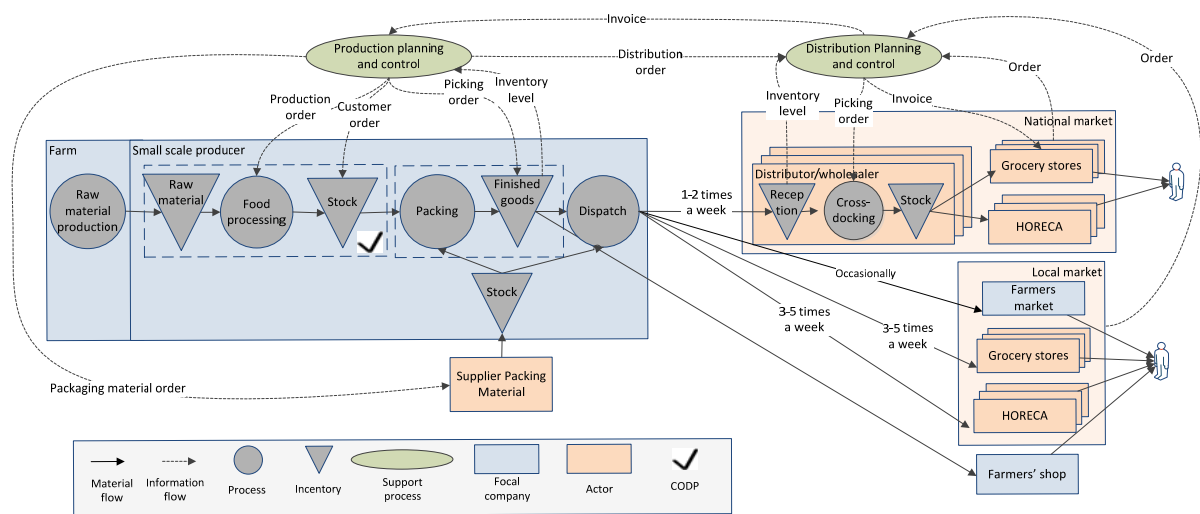 Invoice
Production planning
and control
Distribution
order
Distribution Planning
and control
Order
Order
Production
order
Customer
order
Picking
order
Inventory
level
Inventory
level
Picking
order
Invoice
National market
Farm
Small scale producer
Raw
material
production
Raw
material
Food
processing
Stock
Packing
Finished
goods
Dispatch
1-2 times
a week
Distributor/wholesaler
Recep
tion
Cross-
docking
Stock
Grocery stores
HORECA
Stock
Occasionally
3-5 times
a week
3-5 times
a week
Local market
Farmers
market
Grocery stores
HORECA
Farmers' shop
Packaging material order
Supplier Packing
Material
Material
flow
Information
flow
Process
Incentory
Support
process
Focal
company
Actor
CODP